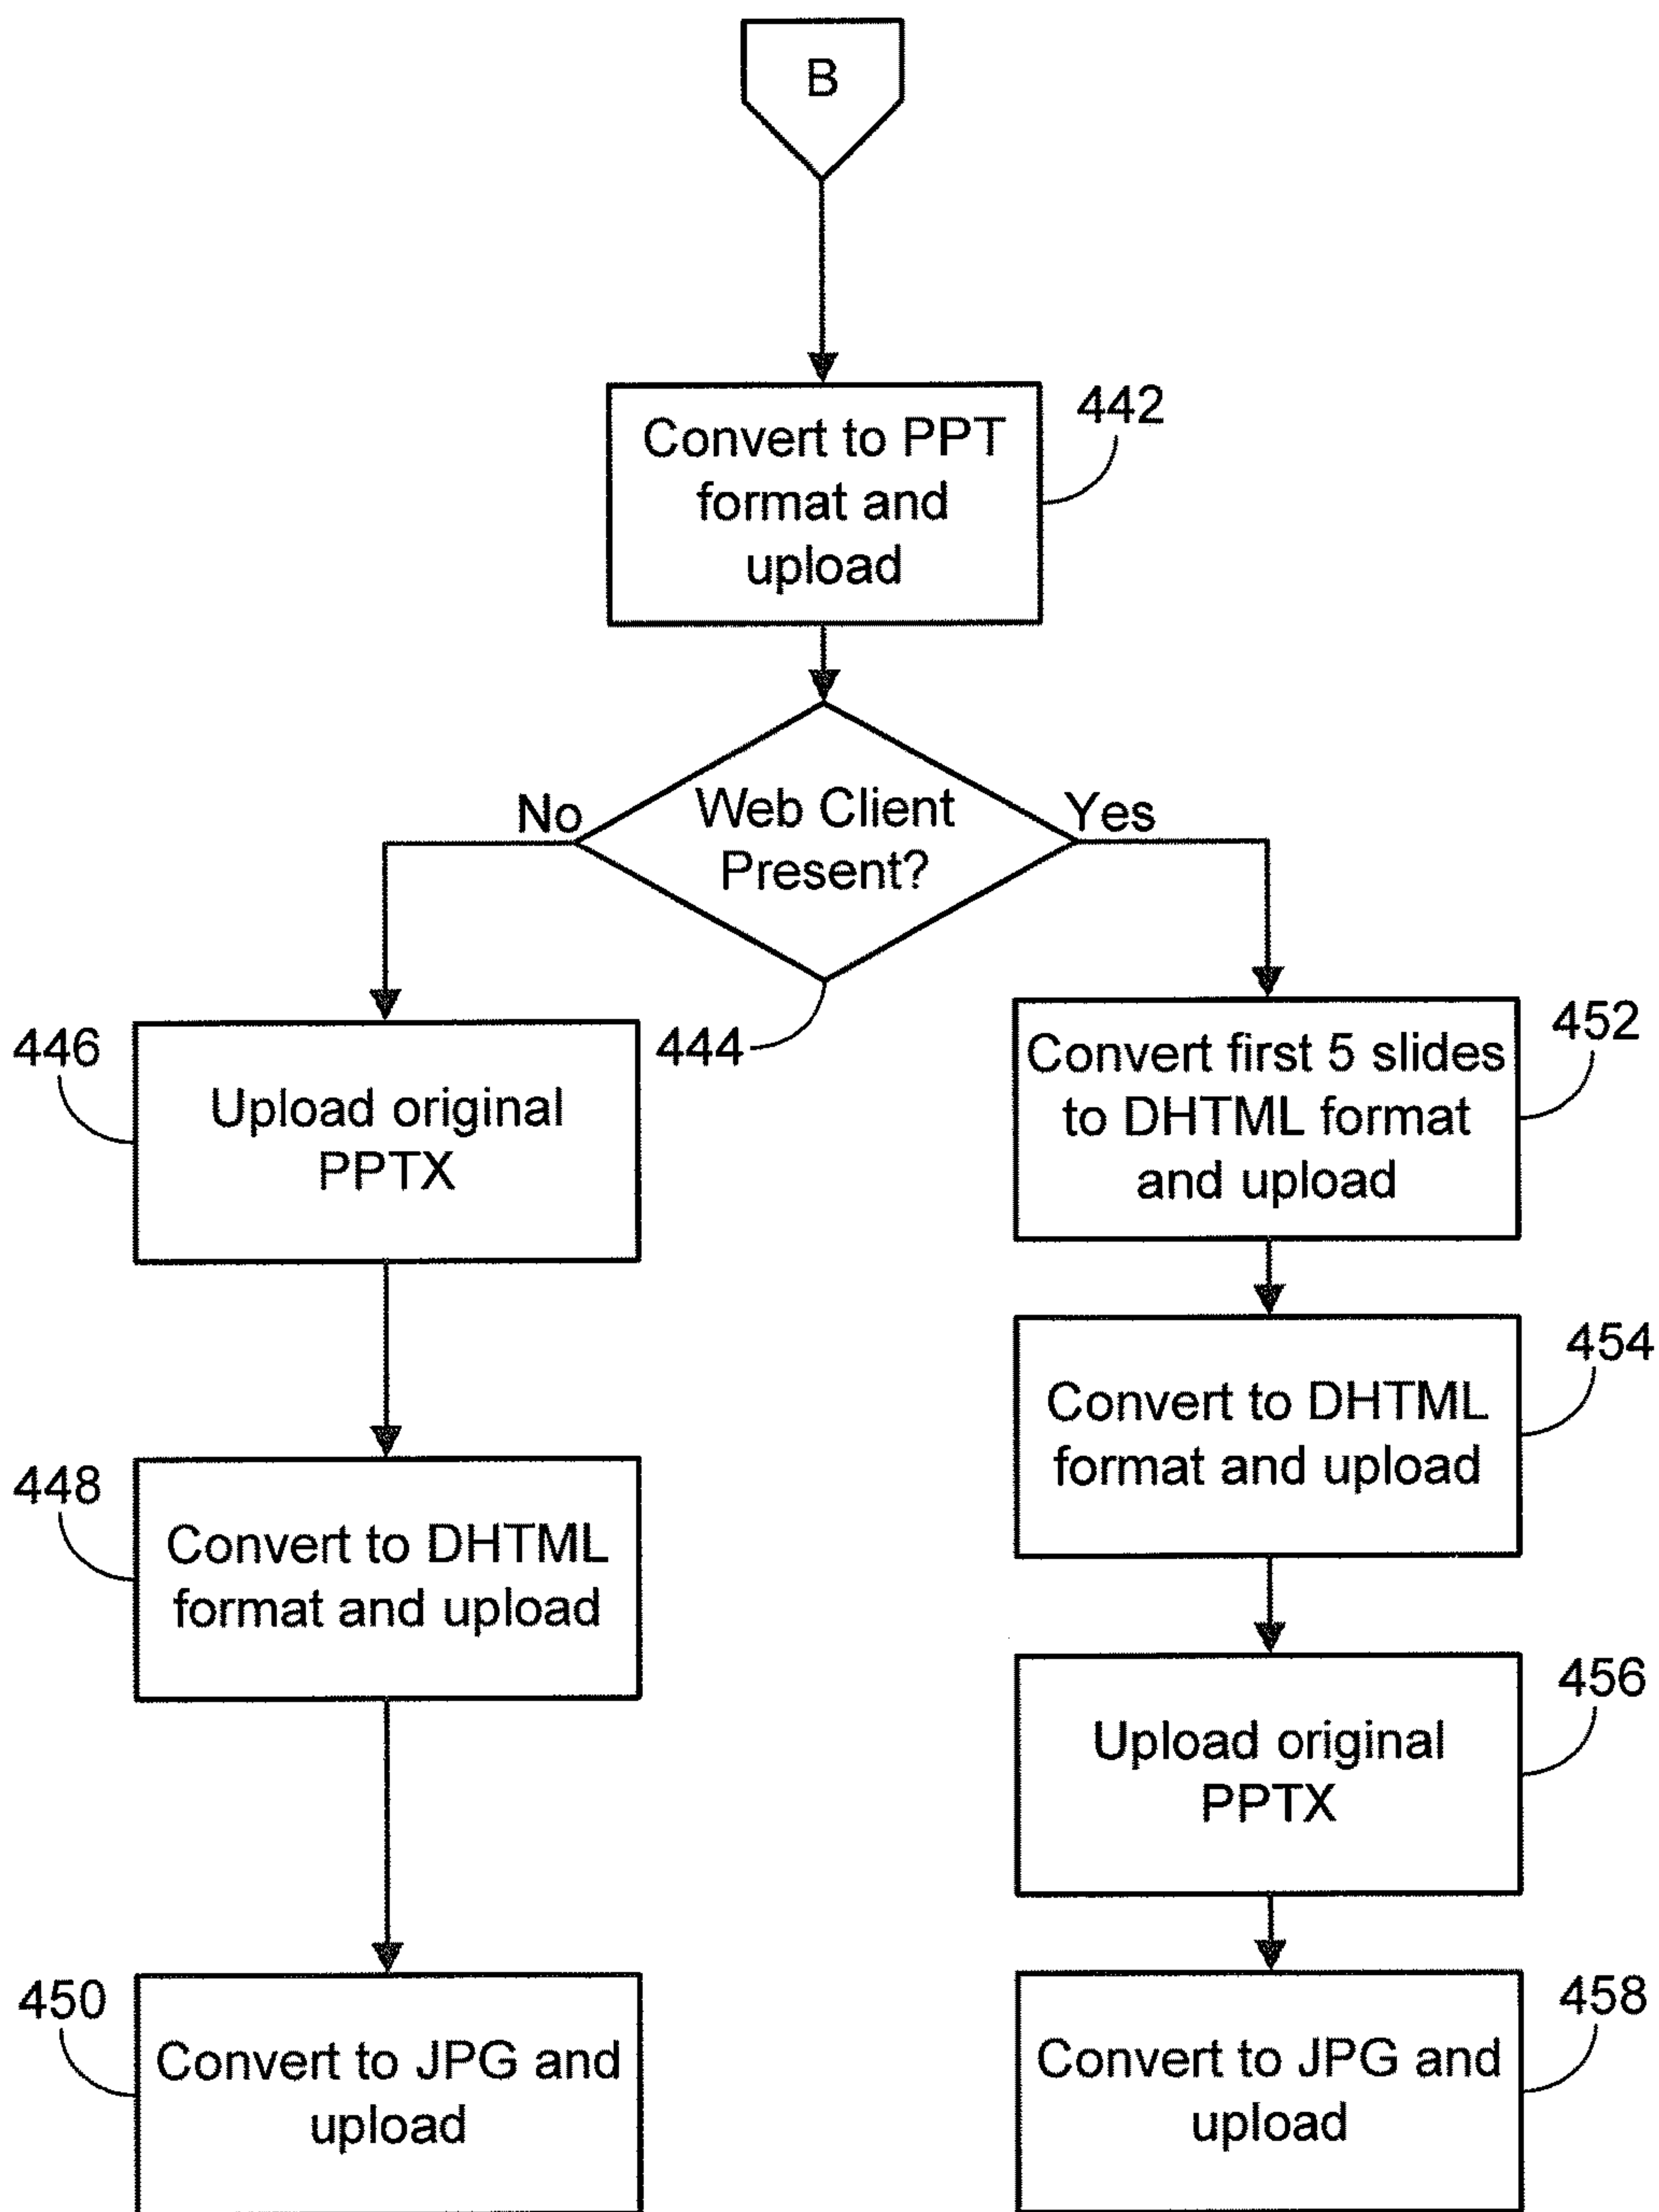 B
442
Convert to PPT
format and
upload
No
Web Client
Present?
Yes
444
446
Upload original
PPTX
452
Convert first 5 slides
to DHTML format
and upload
448
Convert to DHTML
format and upload
454
Convert to DHTML
format and upload
456
Upload original
PPTX
450
Convert to JPG and
upload
458
Convert to JPG and
upload